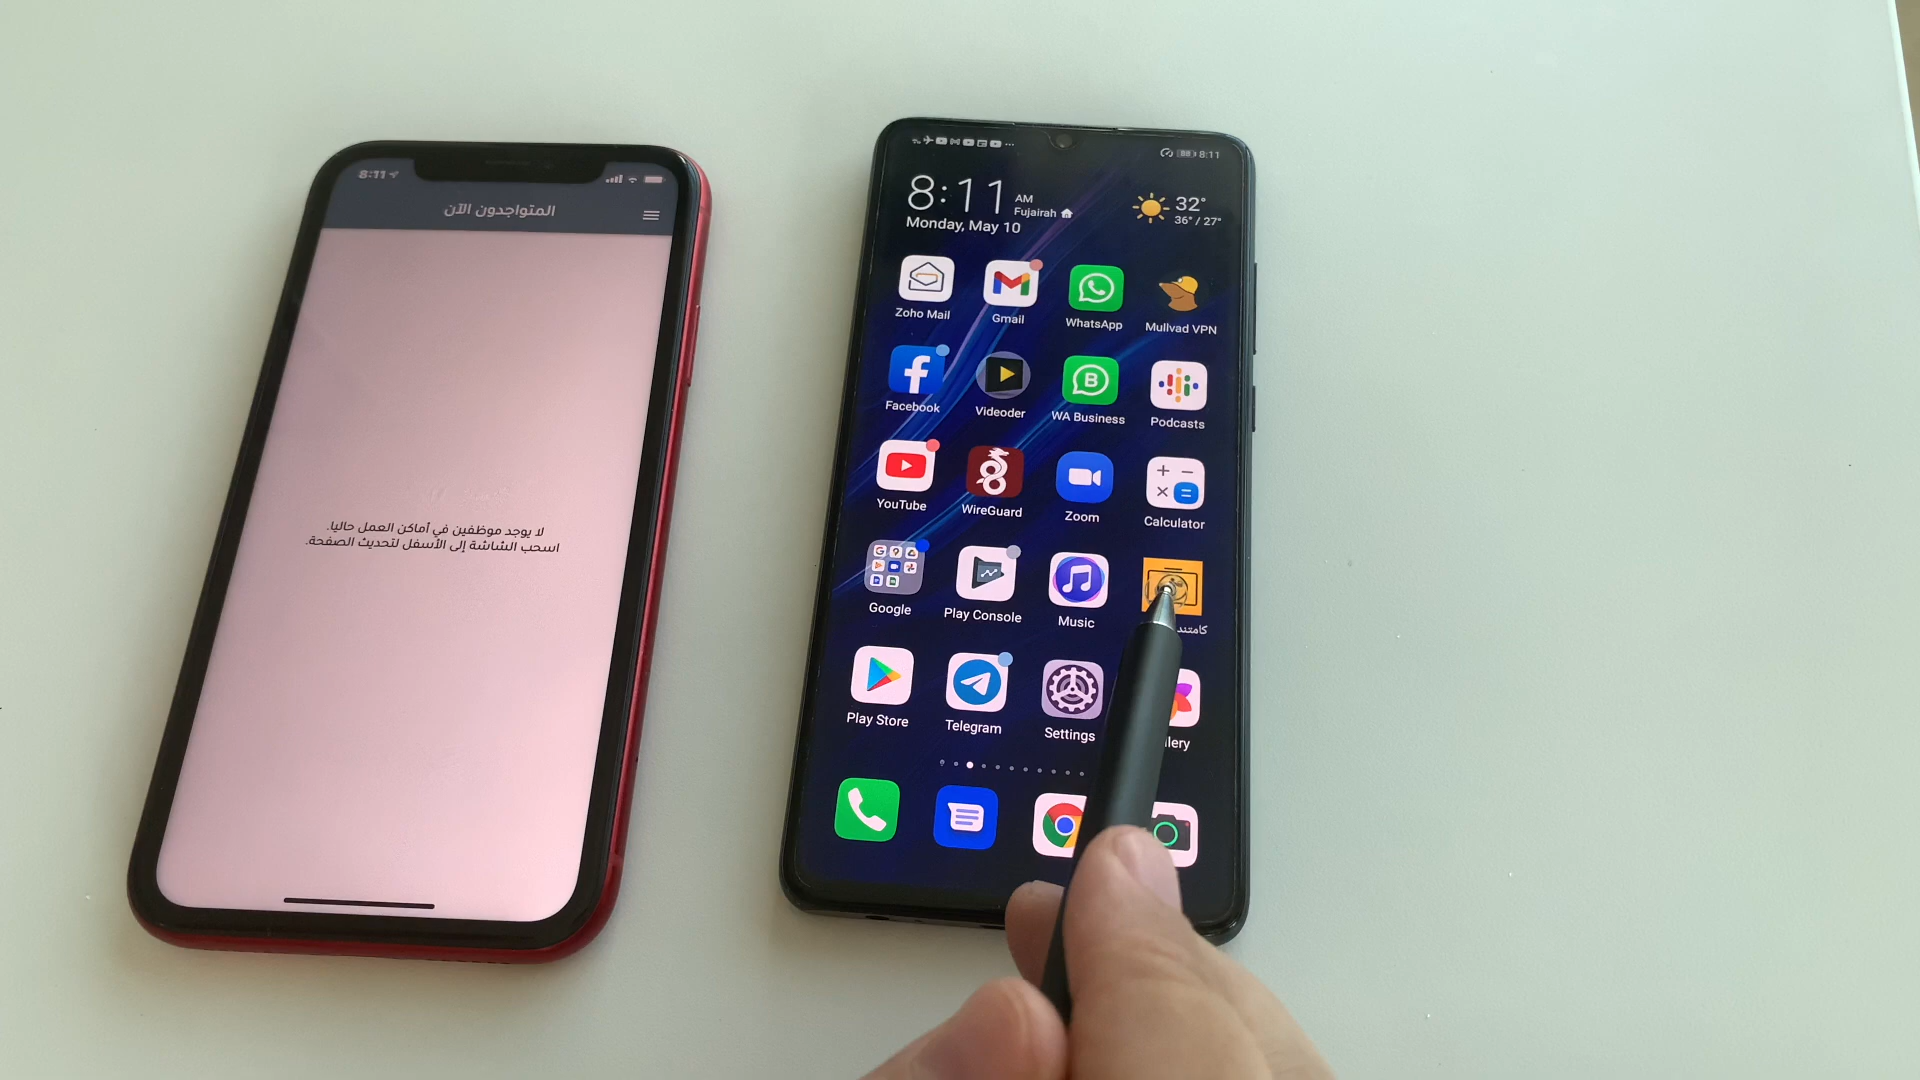 8:11
المتواجدون الآن
لا يوجد موظفين في أماكن العمل حاليا.
اسحب الشاشة إلى الأسفل لتحديث الصفحة.
8:11
8:11 AM
Fujairah
Monday, May 10
32°
36° / 27°
Zoho Mail
Gmail
WhatsApp
Mullvad VPN
Facebook
Videoder
WA Business
Podcasts
YouTube
WireGuard
Zoom
Calculator
Google
Play Console
Music
Play Store
Telegram
Settings
llery